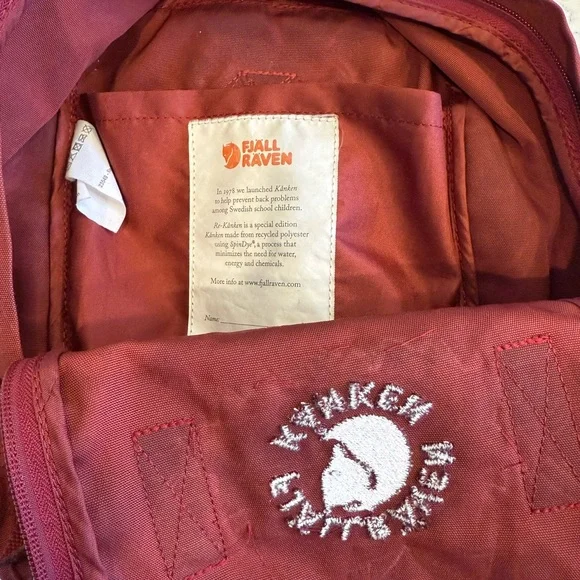 FJÄLL
RÄVEN
In 1978 we launched Kånken
to help prevent back problems
among Swedish school children.
Re-Kånken is a special edition
Kånken made from recycled polyester
using SpinDye®, a process that
minimizes the need for water,
energy and chemicals.
More info at www.fjallraven.com
Name